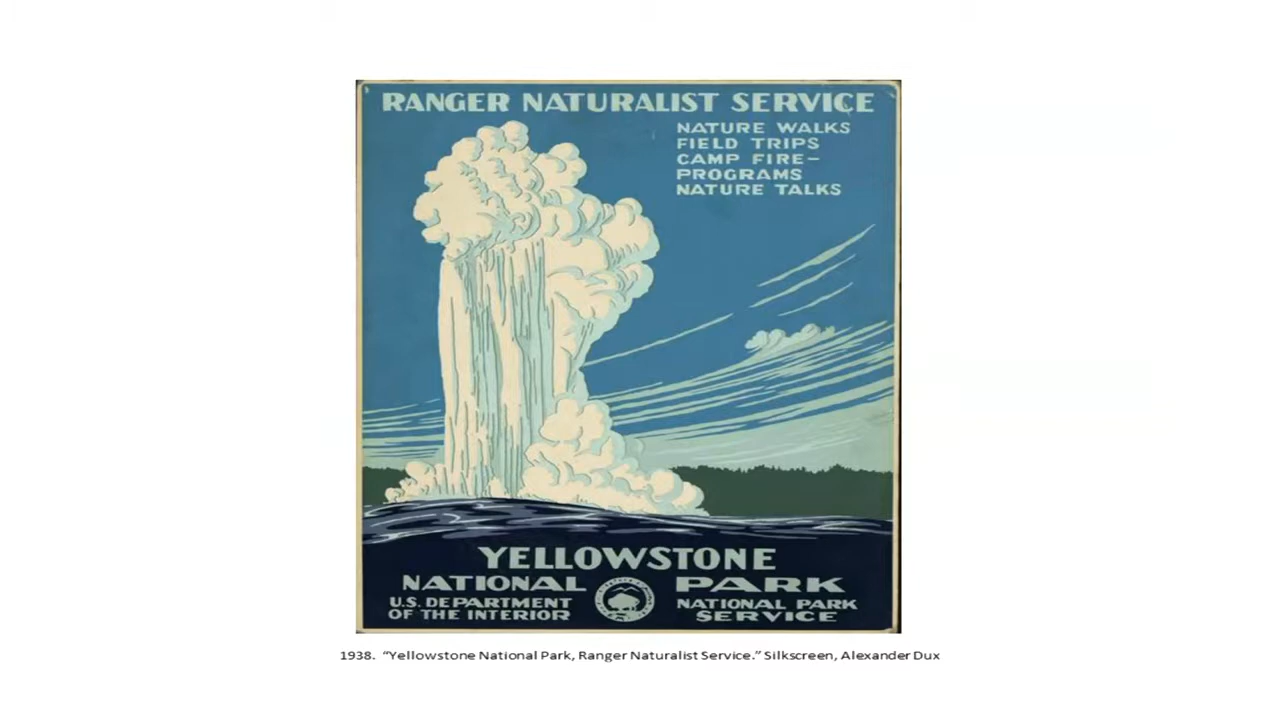 RANGER NATURALIST SERVICE
NATURE WALKS
FIELD TRIPS
CAMP FIRE–
PROGRAMS
NATURE TALKS
YELLOWSTONE
NATIONAL PARK
U.S. DEPARTMENT
OF THE INTERIOR
NATIONAL PARK
SERVICE
1938. “Yellowstone National Park, Ranger Naturalist Service.” Silkscreen, Alexander Dux